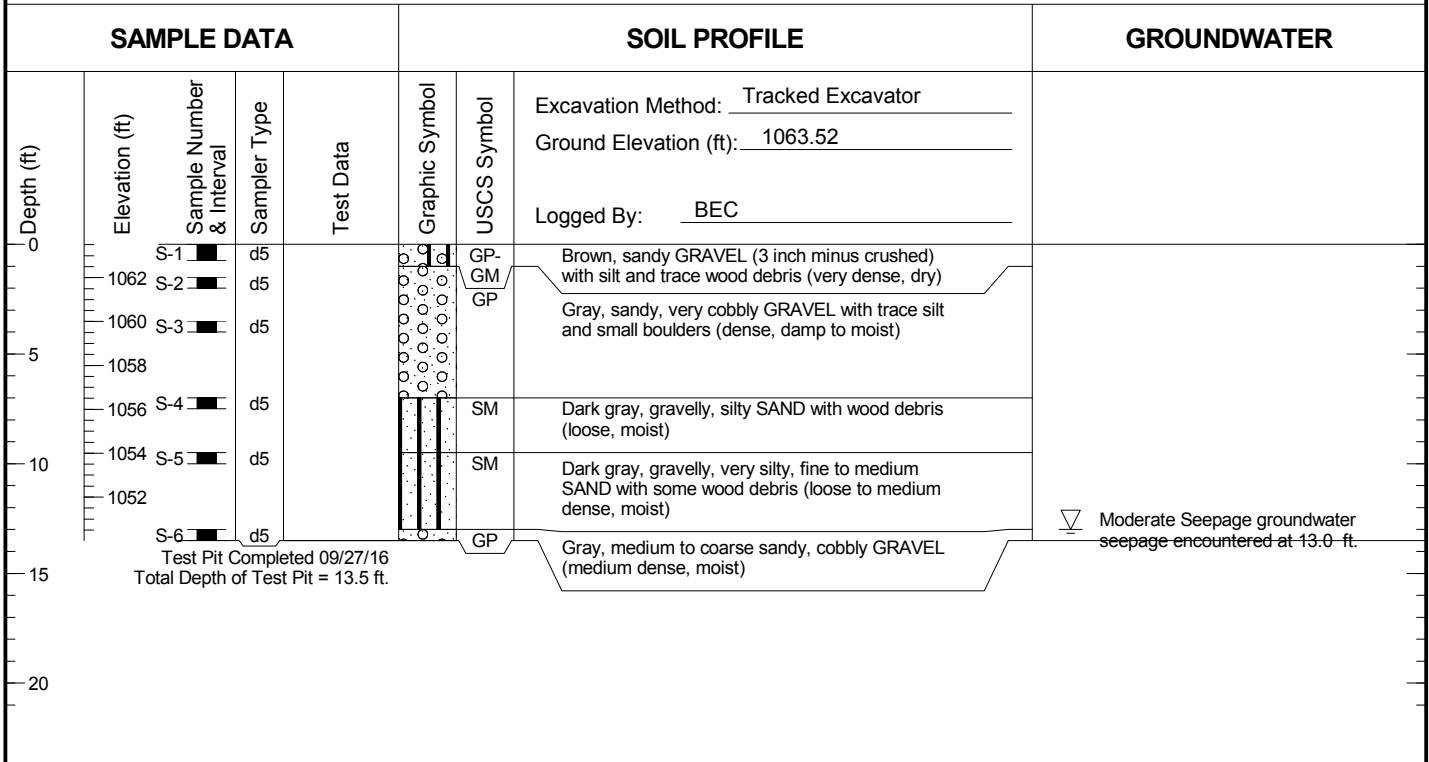 SAMPLE DATA
SOIL PROFILE
GROUNDWATER
Depth (ft)
Elevation (ft)
Sample Number
& Interval
Sampler Type
Test Data
Graphic Symbol
USCS Symbol
Excavation Method: Tracked Excavator
Ground Elevation (ft): 1063.52
Logged By: BEC
0
5
10
15
20
1062
1060
1058
1056
1054
1052
S-1 d5
S-2 d5
S-3 d5
S-4 d5
S-5 d5
S-6 d5
GP-
GM
Brown, sandy GRAVEL (3 inch minus crushed)
with silt and trace wood debris (very dense, dry)
GP
Gray, sandy, very cobbly GRAVEL with trace silt
and small boulders (dense, damp to moist)
SM
Dark gray, gravelly, silty SAND with wood debris
(loose, moist)
SM
Dark gray, gravelly, very silty, fine to medium
SAND with some wood debris (loose to medium
dense, moist)
GP
Gray, medium to coarse sandy, cobbly GRAVEL
(medium dense, moist)
Moderate Seepage groundwater
seepage encountered at 13.0 ft.
Test Pit Completed 09/27/16
Total Depth of Test Pit = 13.5 ft.